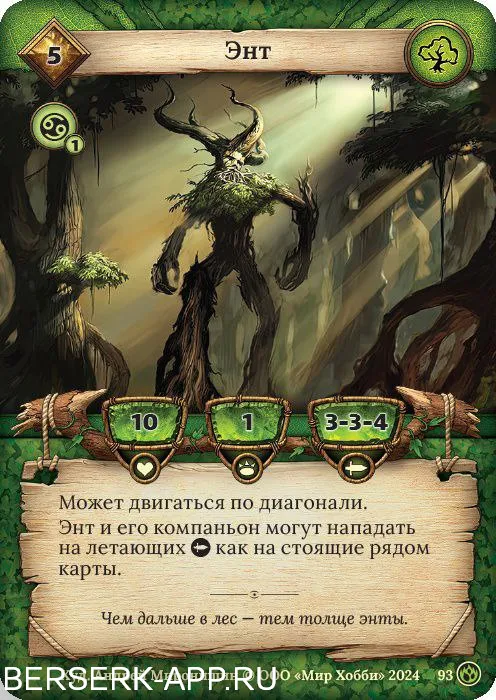 5
Энт
1
10
1
3-3-4
Может двигаться по диагонали.
Энт и его компаньон могут нападать
на летающих как на стоящие рядом
карты.
Чем дальше в лес — тем толще энты.
© ООО «Мир Хобби» 2024 93
BERSERK-APP.RU